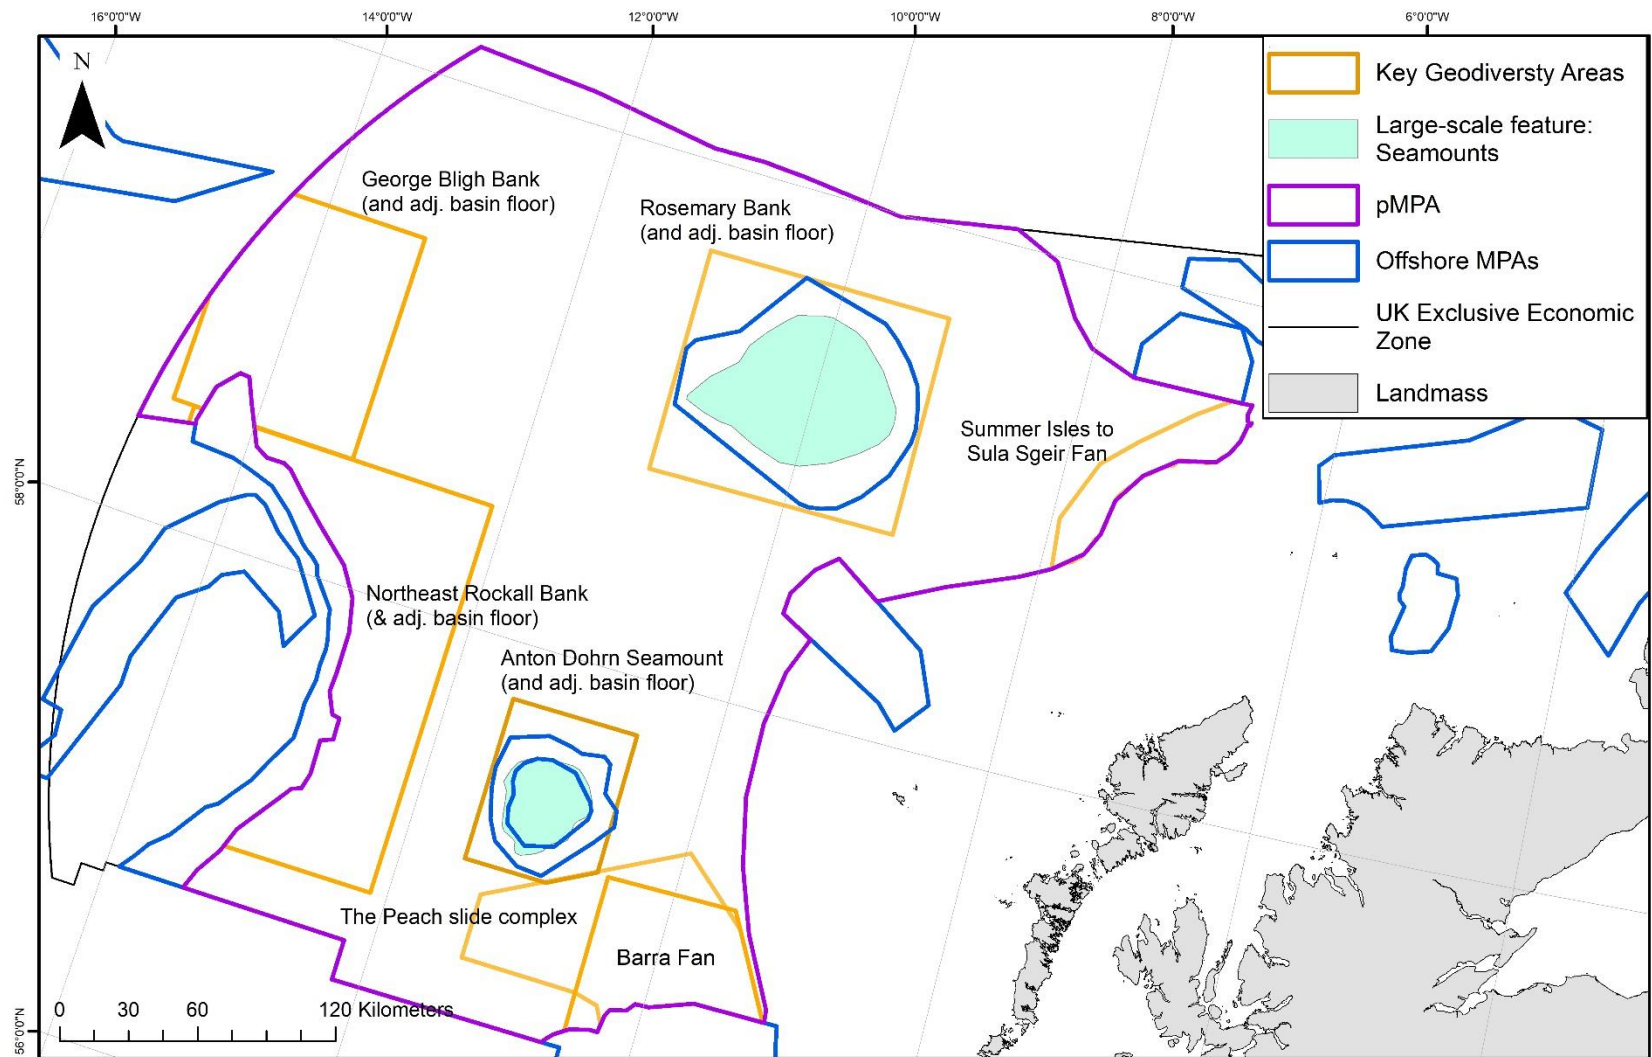 16°0'0"W 14°0'0"W 12°0'0"W 10°0'0"W 8°0'0"W 6°0'0"W
N
Key Geodiversty Areas
Large-scale feature:
Seamounts
pMPA
Offshore MPAs
UK Exclusive Economic
Zone
Landmass
George Bligh Bank
(and adj. basin floor)
Rosemary Bank
(and adj. basin floor)
Summer Isles to
Sula Sgeir Fan
58°0'0"N
Northeast Rockall Bank
(& adj. basin floor)
Anton Dohrn Seamount
(and adj. basin floor)
The Peach slide complex
Barra Fan
0 30 60 120 Kilometers
56°0'0"N